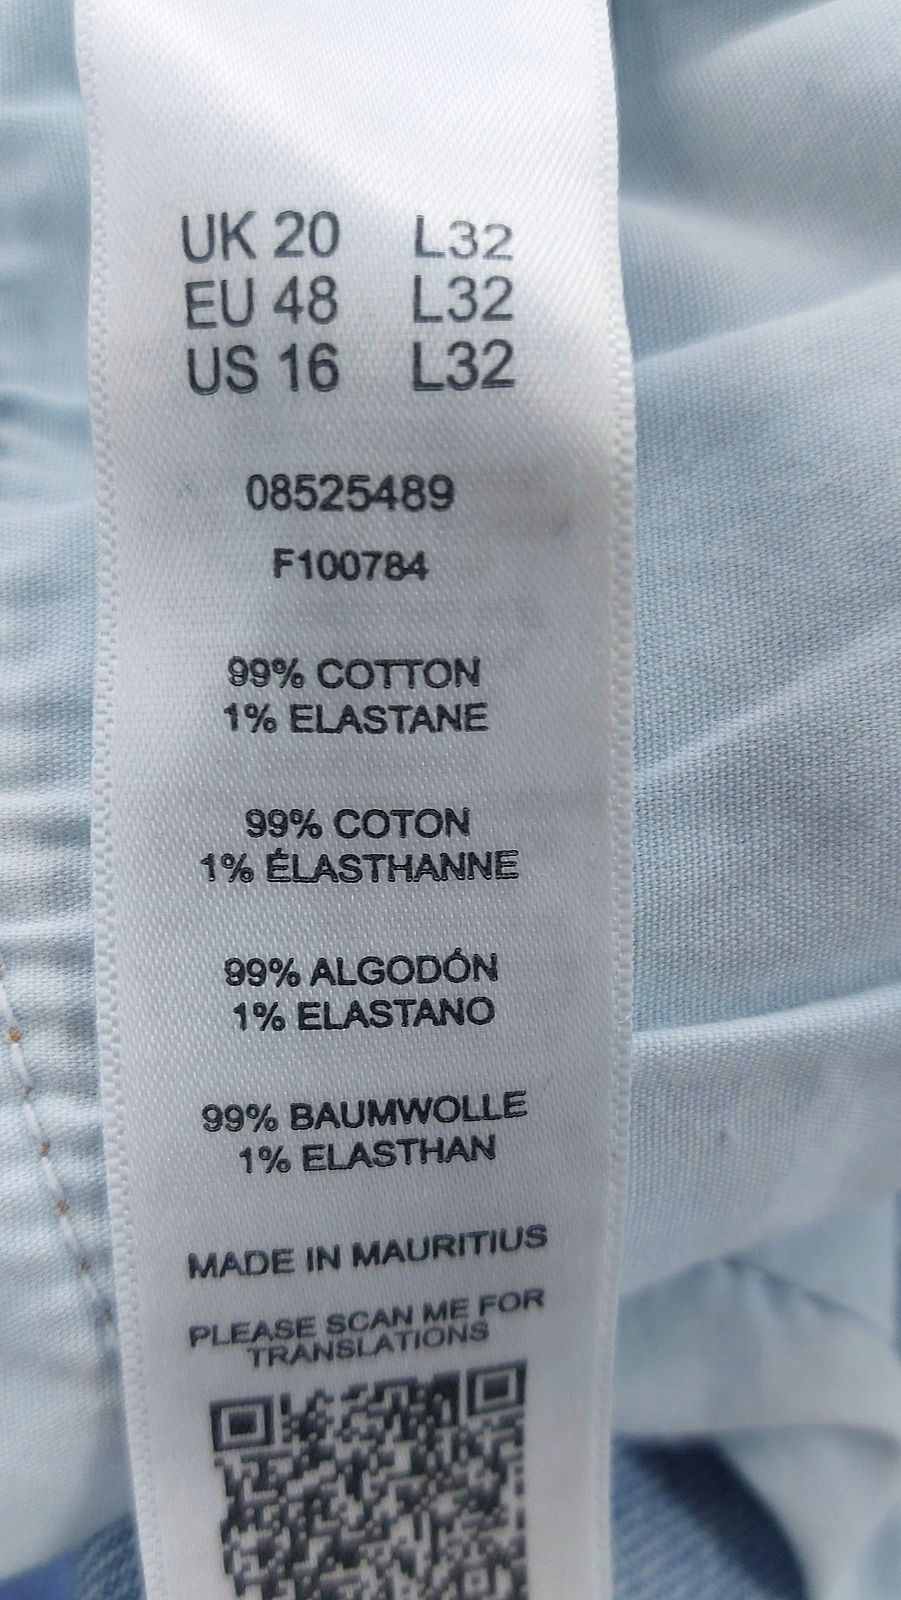 UK 20 L32
EU 48 L32
US 16 L32
08525489
F100784
99% COTTON
1% ELASTANE
99% COTON
1% ÉLASTHANNE
99% ALGODÓN
1% ELASTANO
99% BAUMWOLLE
1% ELASTHAN
MADE IN MAURITIUS
PLEASE SCAN ME FOR
TRANSLATIONS